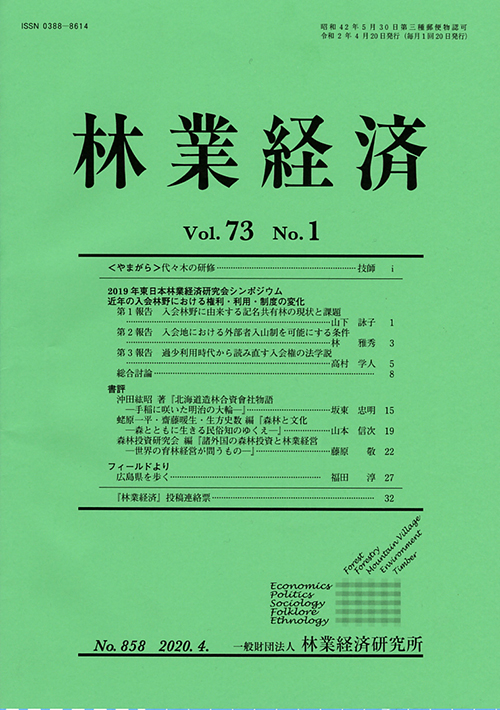 ISSN 0388-8614
昭和42年5月30日第三種郵便物認可
令和2年4月20日発行(毎月1回20日発行)
林業経済
Vol. 73 No. 1
<やまがら>代々木の研修……技師 i
2019年東日本林業経済研究会シンポジウム
近年の入会林野における権利・利用・制度の変化
第1報告 入会林野に由来する記名共有林の現状と課題
……山下 詠子 1
第2報告 入会地における外部者入山制を可能にする条件
……林 雅秀 3
第3報告 過少利用時代から読み直す入会権の法学説
……高村 学人 5
総合討論……8
書評
沖田紘昭 著『北海道造林合資會社物語
―手稲に咲いた明治の大輪―』……坂東 忠明 15
蛯原一平・齋藤暖生・生方史数 編『森林と文化
―森とともに生きる民俗知のゆくえ―』……山本 信次 19
森林投資研究会 編『諸外国の森林投資と林業経営
―世界の育林経営が問うもの―』……藤原 敬 22
フィールドより
広島県を歩く……福田 淳 27
『林業経済』投稿連絡票……32
Forest
Forestry
Mountain Village
Environment
Timber
Economics
Politics
Sociology
Folklore
Ethnology
No. 858 2020. 4. 一般財団法人 林業経済研究所